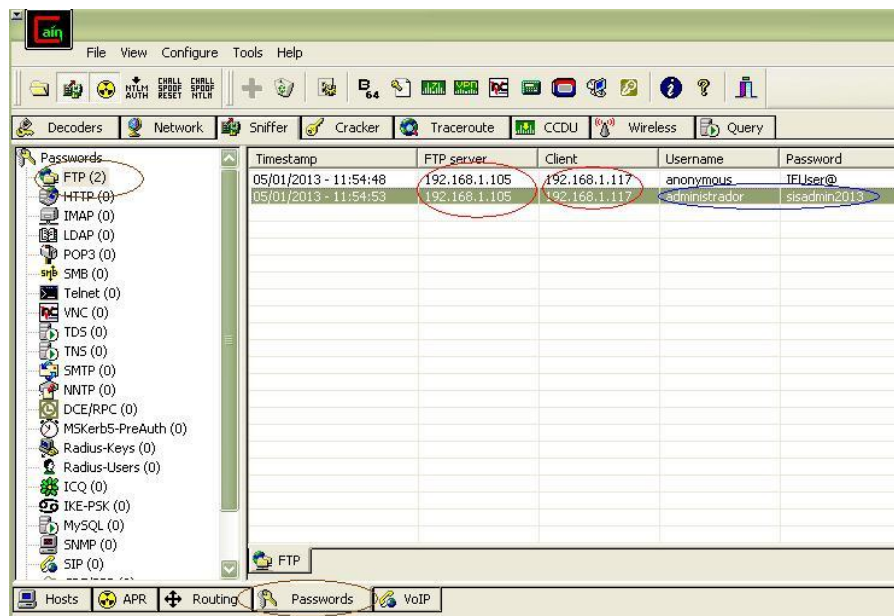 Caín
File View Configure Tools Help
NTLM AUTH CHALL SPOOF RESET CHALL SPOOF NTLM B64
Decoders Network Sniffer Cracker Traceroute CCDU Wireless Query
Passwords
FTP (2)
HTTP (0)
IMAP (0)
LDAP (0)
POP3 (0)
SMB (0)
Telnet (0)
VNC (0)
TDS (0)
TNS (0)
SMTP (0)
NNTP (0)
DCE/RPC (0)
MSKerb5-PreAuth (0)
Radius-Keys (0)
Radius-Users (0)
ICQ (0)
IKE-PSK (0)
MySQL (0)
SNMP (0)
SIP (0)
Timestamp FTP server Client Username Password
05/01/2013 - 11:54:48 192.168.1.105 192.168.1.117 anonymous IEUser@
05/01/2013 - 11:54:53 192.168.1.105 192.168.1.117 administrador sisadmin2013
FTP
Hosts APR Routing Passwords VoIP